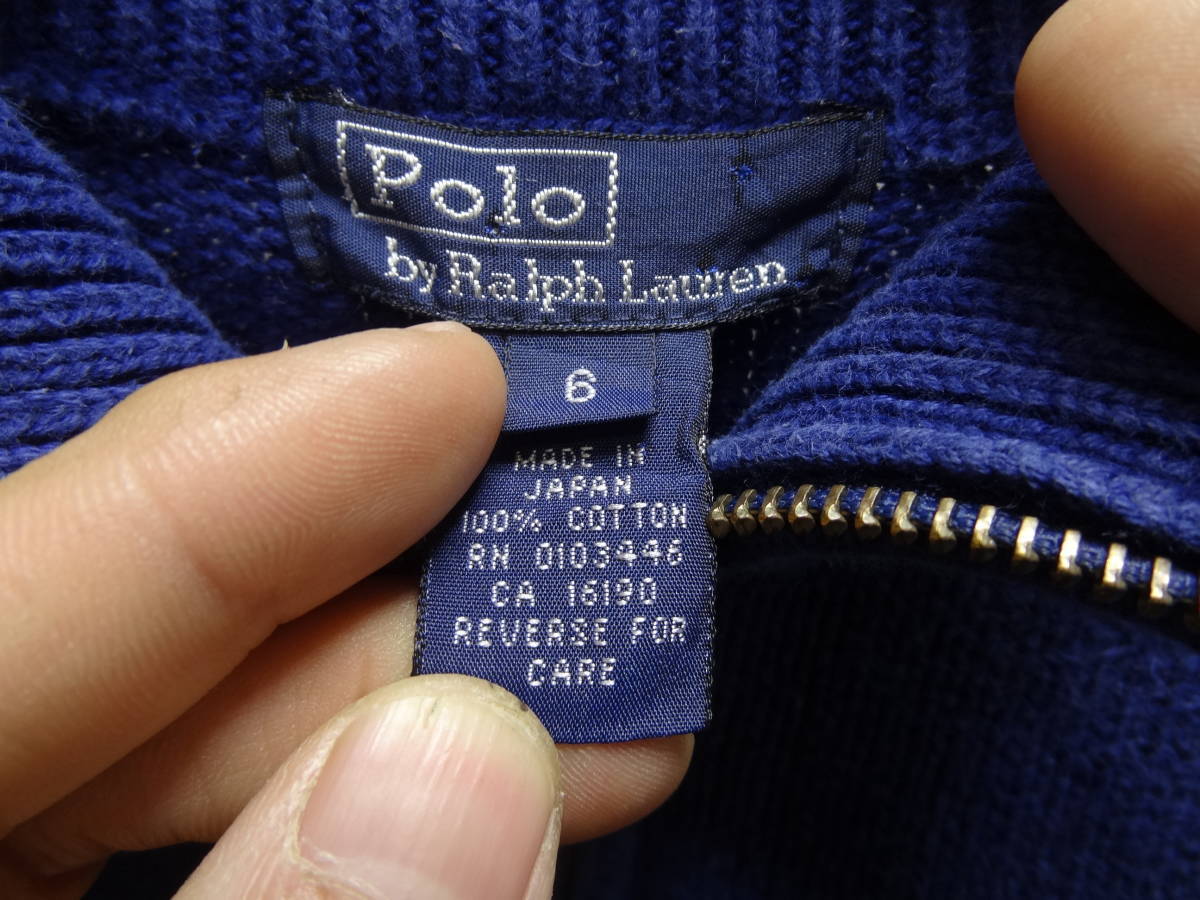 Polo
by Ralph Lauren
6
MADE IN
JAPAN
100% COTTON
RN 0103446
CA 16190
REVERSE FOR
CARE